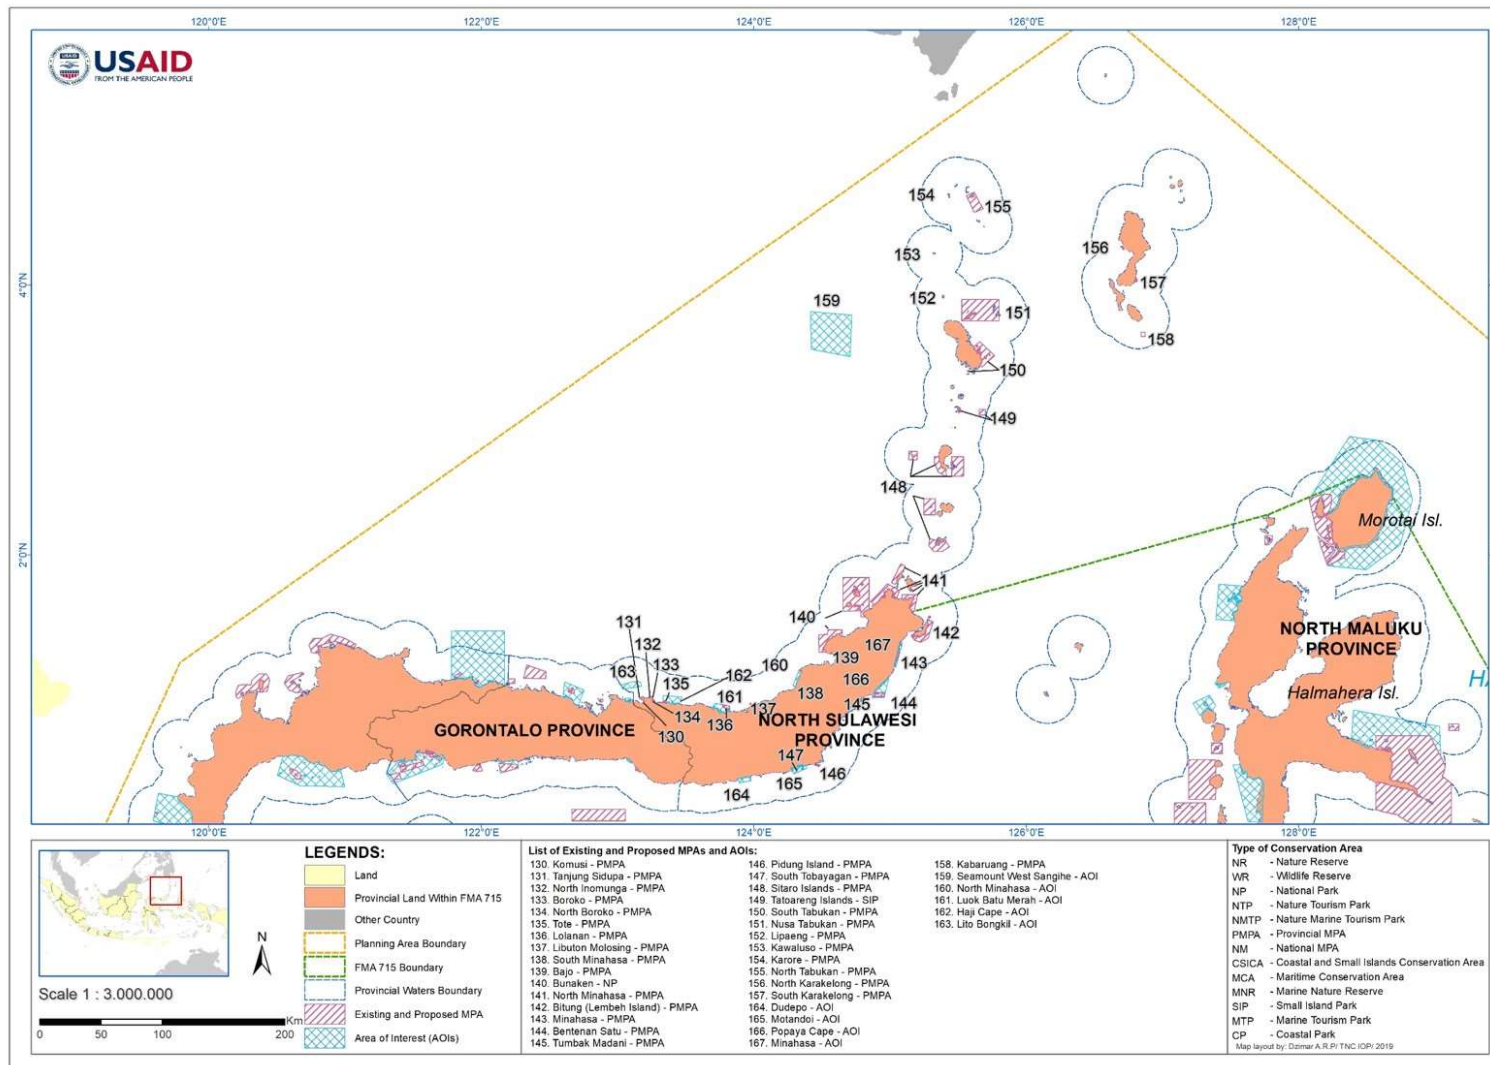 120°0'E
122°0'E
124°0'E
126°0'E
128°0'E
USAID
FROM THE AMERICAN PEOPLE
4°0'N
2°0'N
154
155
153
152
151
159
150
149
148
156
157
158
141
140
142
131
132
133
163
135
162
160
161
134
130
136
137
138
139
167
166
143
145
144
147
146
165
164
GORONTALO PROVINCE
NORTH SULAWESI
PROVINCE
Morotai Isl.
NORTH MALUKU
PROVINCE
Halmahera Isl.
120°0'E
122°0'E
124°0'E
126°0'E
128°0'E
N
Scale 1 : 3.000.000
Km
0 50 100 200
LEGENDS:
Land
Provincial Land Within FMA 715
Other Country
Planning Area Boundary
FMA 715 Boundary
Provincial Waters Boundary
Existing and Proposed MPA
Area of Interest (AOIs)
List of Existing and Proposed MPAs and AOIs:
130. Komusi - PMPA
131. Tanjung Sidupa - PMPA
132. North Inomunga - PMPA
133. Boroko - PMPA
134. North Boroko - PMPA
135. Tote - PMPA
136. Lolanan - PMPA
137. Libuton Molosing - PMPA
138. South Minahasa - PMPA
139. Bajo - PMPA
140. Bunaken - NP
141. North Minahasa - PMPA
142. Bitung (Lembeh Island) - PMPA
143. Minahasa - PMPA
144. Bentenan Satu - PMPA
145. Tumbak Madani - PMPA
146. Pidung Island - PMPA
147. South Tobayagan - PMPA
148. Sitaro Islands - PMPA
149. Tatoareng Islands - SIP
150. South Tabukan - PMPA
151. Nusa Tabukan - PMPA
152. Lipaeng - PMPA
153. Kawaluso - PMPA
154. Karore - PMPA
155. North Tabukan - PMPA
156. North Karakelong - PMPA
157. South Karakelong - PMPA
164. Dudepo - AOI
165. Motandoi - AOI
166. Popaya Cape - AOI
167. Minahasa - AOI
158. Kabaruang - PMPA
159. Seamount West Sangihe - AOI
160. North Minahasa - AOI
161. Luok Batu Merah - AOI
162. Haji Cape - AOI
163. Lito Bongkil - AOI
Type of Conservation Area
NR - Nature Reserve
WR - Wildlife Reserve
NP - National Park
NTP - Nature Tourism Park
NMTP - Nature Marine Tourism Park
PMPA - Provincial MPA
NM - National MPA
CSICA - Coastal and Small Islands Conservation Area
MCA - Maritime Conservation Area
MNR - Marine Nature Reserve
SIP - Small Island Park
MTP - Marine Tourism Park
CP - Coastal Park
Map layout by: Dzimar A.R.P/ TNC IOP/ 2019